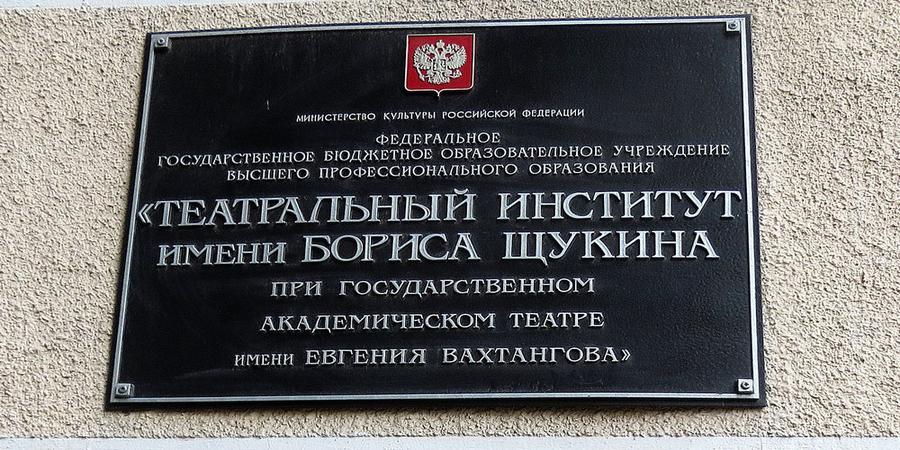 МИНИСТЕРСТВО КУЛЬТУРЫ РОССИЙСКОЙ ФЕДЕРАЦИИ
ФЕДЕРАЛЬНОЕ
ГОСУДАРСТВЕННОЕ БЮДЖЕТНОЕ ОБРАЗОВАТЕЛЬНОЕ УЧРЕЖДЕНИЕ
ВЫСШЕГО ПРОФЕССИОНАЛЬНОГО ОБРАЗОВАНИЯ
«ТЕАТРАЛЬНЫЙ ИНСТИТУТ
ИМЕНИ БОРИСА ЩУКИНА
ПРИ ГОСУДАРСТВЕННОМ
АКАДЕМИЧЕСКОМ ТЕАТРЕ
ИМЕНИ ЕВГЕНИЯ ВАХТАНГОВА»